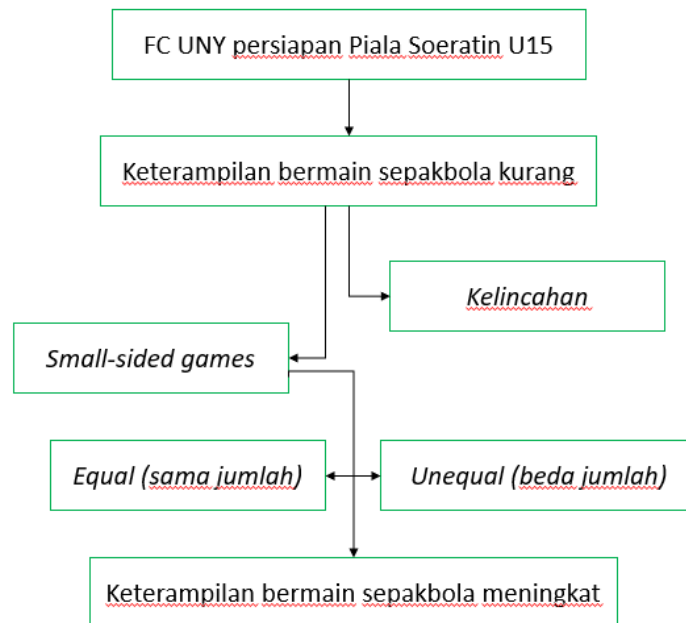 FC UNY persiapan Piala Soeratin U15
Keterampilan bermain sepakbola kurang
Kelincahan
Small-sided games
Equal (sama jumlah)
Unequal (beda jumlah)
Keterampilan bermain sepakbola meningkat